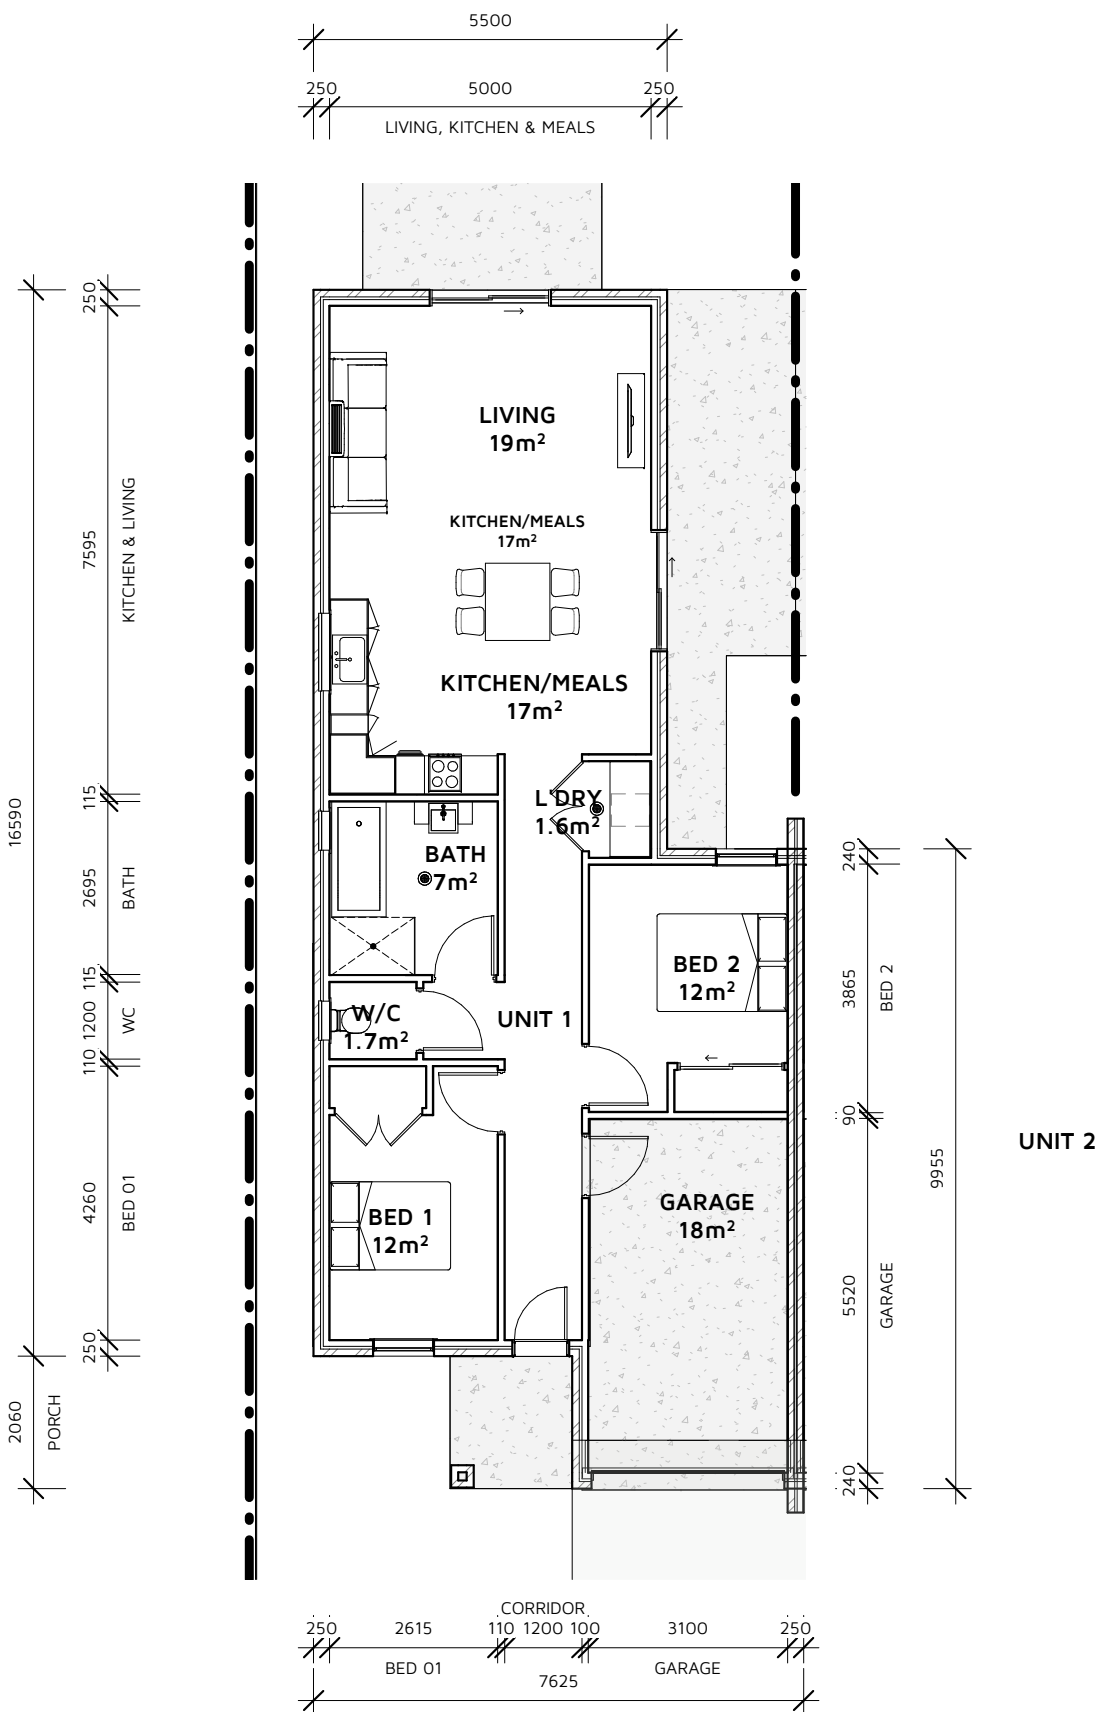 5500
250 5000 250
LIVING, KITCHEN & MEALS
250
7595
KITCHEN & LIVING
115
2695
BATH
115
1200
WC
110
4260
BED 01
250
16590
2060
PORCH
LIVING
19m²
KITCHEN/MEALS
17m²
KITCHEN/MEALS
17m²
L'DRY
1.6m²
BATH
7m²
BED 2
12m²
W/C
1.7m²
UNIT 1
BED 1
12m²
GARAGE
18m²
240
3865
BED 2
90
5520
GARAGE
240
9955
UNIT 2
CORRIDOR
250 2615 110 1200 100 3100 250
BED 01 GARAGE
7625